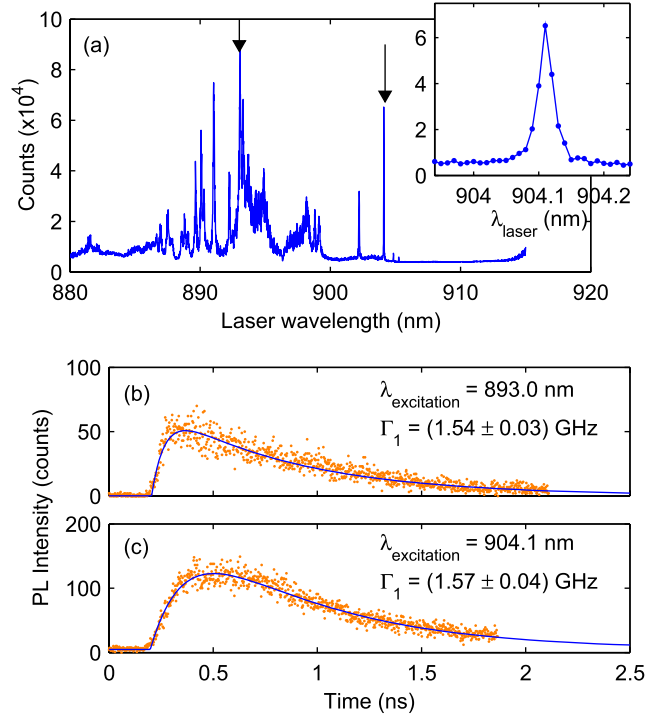 (a)
Counts (x10⁴)
10
8
6
4
2
0
880 890 900 910 920
Laser wavelength (nm)
6
4
2
0
904 904.1 904.2
λlaser (nm)
(b)
λexcitation = 893.0 nm
Γ1 = (1.54 ± 0.03) GHz
100
50
0
PL Intensity (counts)
(c)
λexcitation = 904.1 nm
Γ1 = (1.57 ± 0.04) GHz
200
100
0
0 0.5 1 1.5 2 2.5
Time (ns)